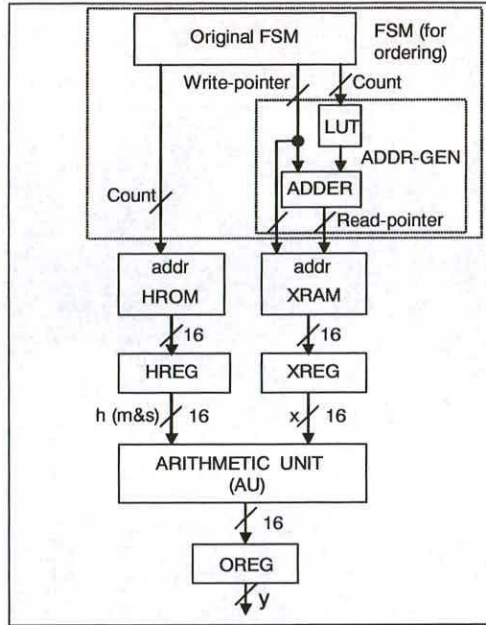 Original FSM
FSM (for
ordering)
Write-pointer
Count
LUT
ADDR-GEN
ADDER
Count
Read-pointer
addr
HROM
addr
XRAM
16
16
HREG
XREG
h (m&s)
16
x
16
ARITHMETIC UNIT
(AU)
16
OREG
y